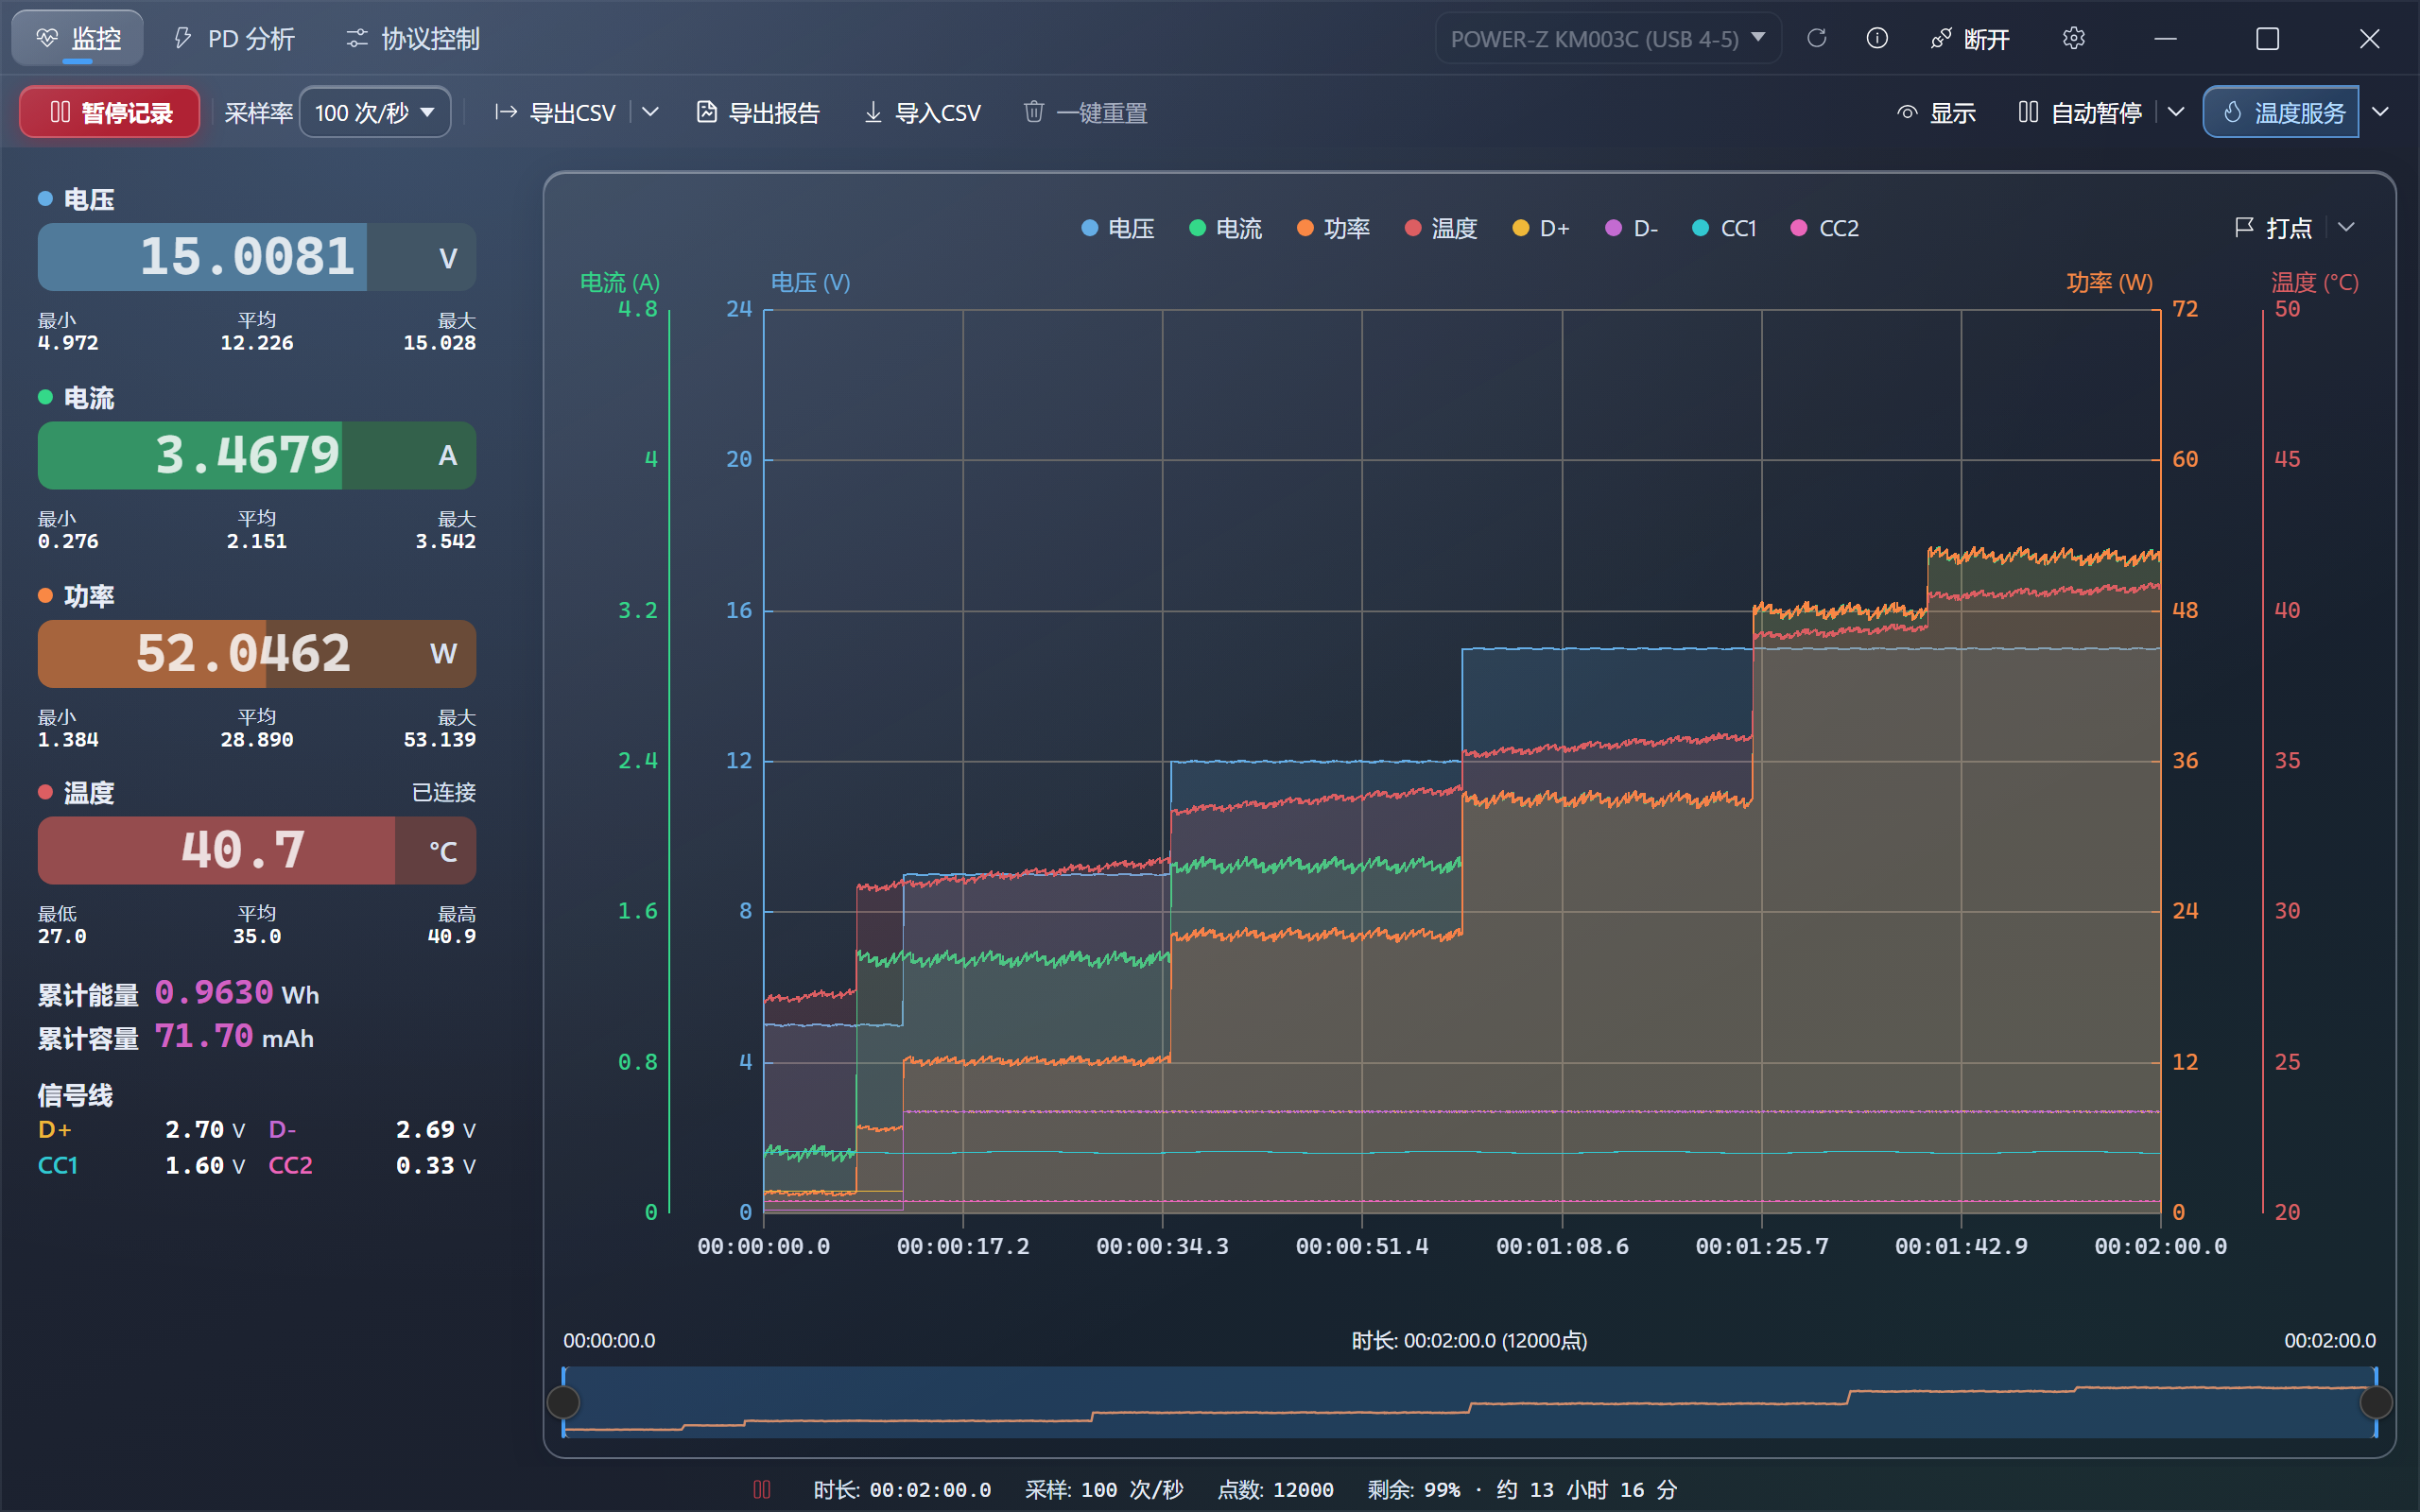 监控 PD 分析 协议控制 POWER-Z KM003C (USB 4-5) 断开
暂停记录 采样率 100 次/秒 导出CSV 导出报告 导入CSV 一键重置 显示 自动暂停 温度服务
电压
15.0081 V
最小 平均 最大
4.972 12.226 15.028
电流
3.4679 A
最小 平均 最大
0.276 2.151 3.542
功率
52.0462 W
最小 平均 最大
1.384 28.890 53.139
温度 已连接
40.7 °C
最低 平均 最高
27.0 35.0 40.9
累计能量 0.9630 Wh
累计容量 71.70 mAh
信号线
D+ 2.70 V D- 2.69 V
CC1 1.60 V CC2 0.33 V
电压 电流 功率 温度 D+ D- CC1 CC2 打点
电流 (A) 电压 (V) 功率 (W) 温度 (°C)
4.8 24 72 50
4 20 60 45
3.2 16 48 40
2.4 12 36 35
1.6 8 24 30
0.8 4 12 25
0 0 0 20
00:00:00.0 00:00:17.2 00:00:34.3 00:00:51.4 00:01:08.6 00:01:25.7 00:01:42.9 00:02:00.0
00:00:00.0 时长: 00:02:00.0 (12000点) 00:02:00.0
时长: 00:02:00.0 采样: 100 次/秒 点数: 12000 剩余: 99% · 约 13 小时 16 分